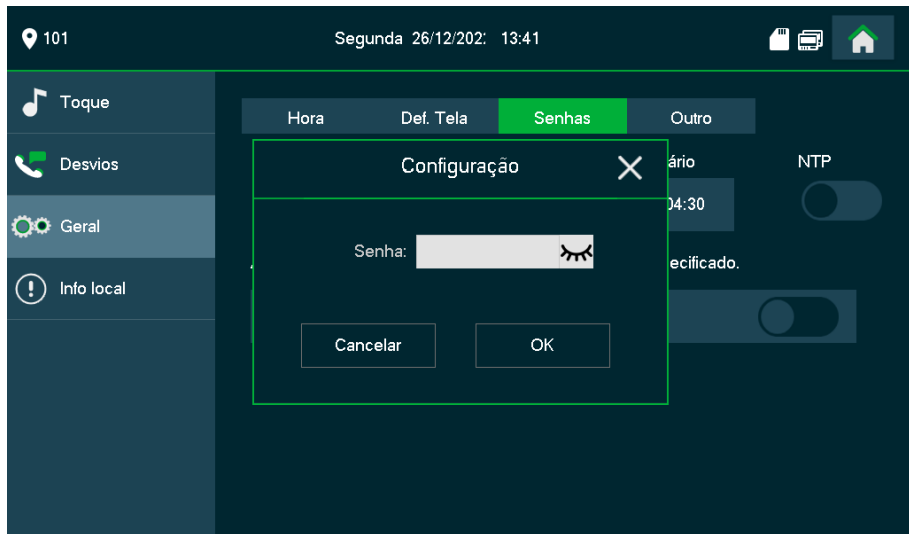 101
Segunda 26/12/202: 13:41
Toque
Desvios
Geral
Info local
Hora Def. Tela Senhas Outro
Configuração
ário NTP
04:30
Senha:
ecificado.
Cancelar OK